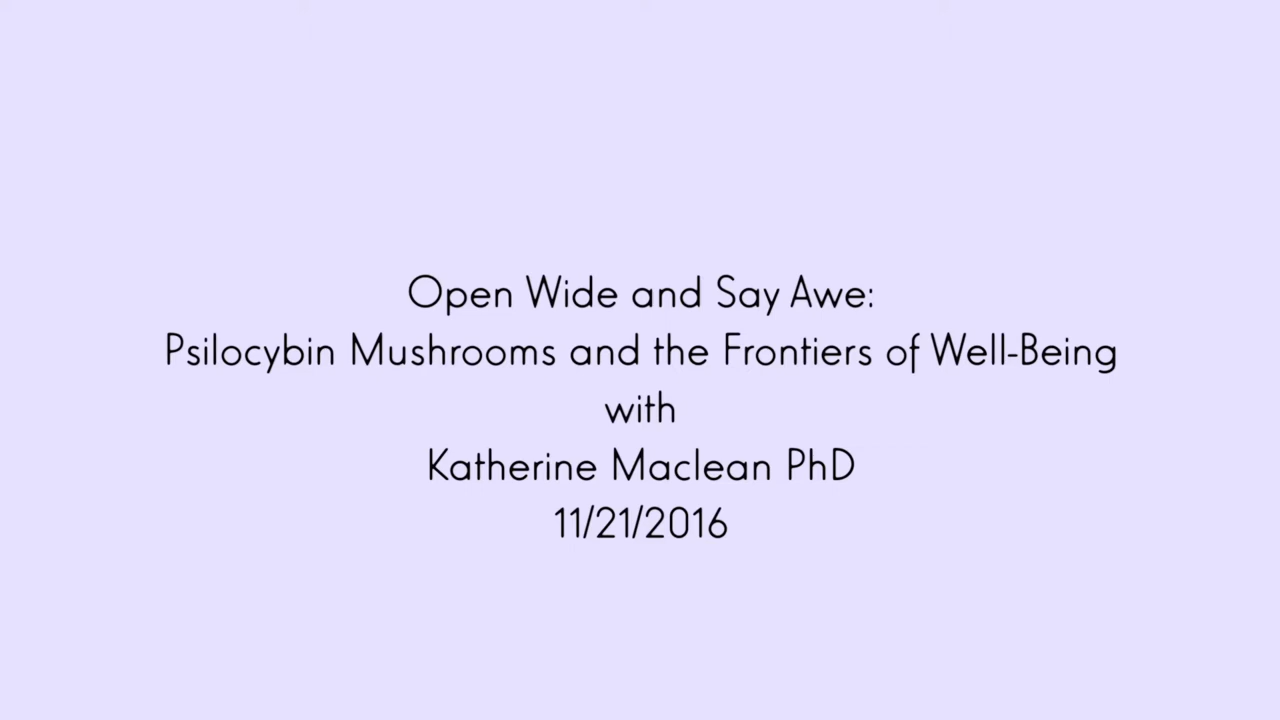 Open Wide and Say Awe:
Psilocybin Mushrooms and the Frontiers of Well-Being
with
Katherine Maclean PhD
11/21/2016